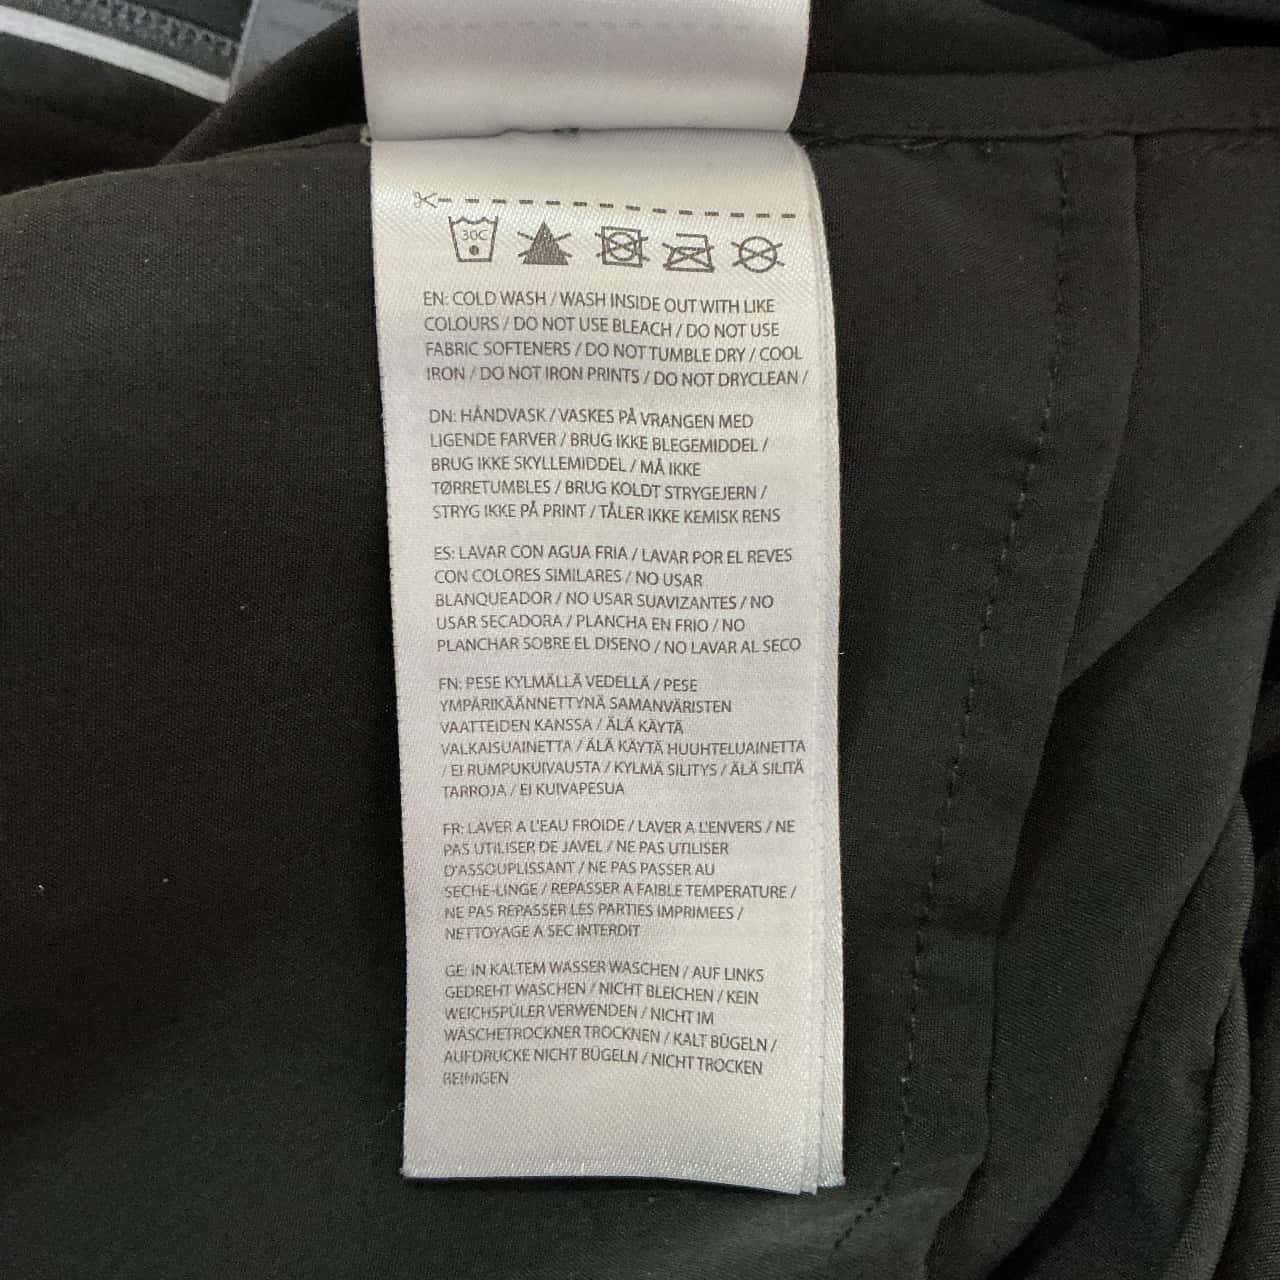 30C
EN: COLD WASH / WASH INSIDE OUT WITH LIKE
COLOURS / DO NOT USE BLEACH / DO NOT USE
FABRIC SOFTENERS / DO NOT TUMBLE DRY / COOL
IRON / DO NOT IRON PRINTS / DO NOT DRYCLEAN /
DN: HÅNDVASK / VASKES PÅ VRANGEN MED
LIGENDE FARVER / BRUG IKKE BLEGEMIDDEL /
BRUG IKKE SKYLLEMIDDEL / MÅ IKKE
TØRRETUMBLES / BRUG KOLDT STRYGEJERN /
STRYG IKKE PÅ PRINT / TÅLER IKKE KEMISK RENS
ES: LAVAR CON AGUA FRIA / LAVAR POR EL REVES
CON COLORES SIMILARES / NO USAR
BLANQUEADOR / NO USAR SUAVIZANTES / NO
USAR SECADORA / PLANCHA EN FRIO / NO
PLANCHAR SOBRE EL DISENO / NO LAVAR AL SECO
FN: PESE KYLMÄLLÄ VEDELLÄ / PESE
YMPÄRIKÄÄNNETTYNÄ SAMANVÄRISTEN
VAATTEIDEN KANSSA / ÄLÄ KÄYTÄ
VALKAISUAINETTA / ÄLÄ KÄYTÄ HUUHTELUAINETTA
/ EI RUMPUKUIVAUSTA / KYLMÄ SILITYS / ÄLÄ SILITÄ
TARROJA / EI KUIVAPESUA
FR: LAVER A L'EAU FROIDE / LAVER A L'ENVERS / NE
PAS UTILISER DE JAVEL / NE PAS UTILISER
D'ASSOUPLISSANT / NE PAS PASSER AU
SECHE-LINGE / REPASSER A FAIBLE TEMPERATURE /
NE PAS REPASSER LES PARTIES IMPRIMEES /
NETTOYAGE A SEC INTERDIT
GE: IN KALTEM WASSER WASCHEN / AUF LINKS
GEDREHT WASCHEN / NICHT BLEICHEN / KEIN
WEICHSPÜLER VERWENDEN / NICHT IM
WÄSCHETROCKNER TROCKNEN / KALT BÜGELN /
AUFDRUCKE NICHT BÜGELN / NICHT TROCKEN
REINIGEN